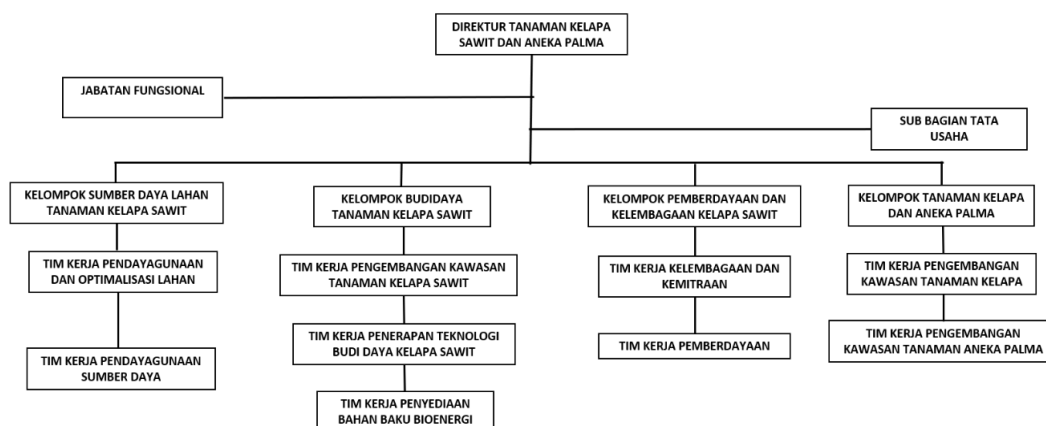 DIREKTUR TANAMAN KELAPA
SAWIT DAN ANEKA PALMA
JABATAN FUNGSIONAL
SUB BAGIAN TATA
USAHA
KELOMPOK SUMBER DAYA LAHAN
TANAMAN KELAPA SAWIT
KELOMPOK BUDIDAYA
TANAMAN KELAPA SAWIT
KELOMPOK PEMBERDAYAAN DAN
KELEMBAGAAN KELAPA SAWIT
KELOMPOK TANAMAN KELAPA
DAN ANEKA PALMA
TIM KERJA PENDAYAGUNAAN
DAN OPTIMALISASI LAHAN
TIM KERJA PENGEMBANGAN KAWASAN
TANAMAN KELAPA SAWIT
TIM KERJA KELEMBAGAAN DAN
KEMITRAAN
TIM KERJA PENGEMBANGAN
KAWASAN TANAMAN KELAPA
TIM KERJA PENDAYAGUNAAN
SUMBER DAYA
TIM KERJA PENERAPAN TEKNOLOGI
BUDI DAYA KELAPA SAWIT
TIM KERJA PEMBERDAYAAN
TIM KERJA PENGEMBANGAN
KAWASAN TANAMAN ANEKA PALMA
TIM KERJA PENYEDIAAN
BAHAN BAKU BIOENERGI